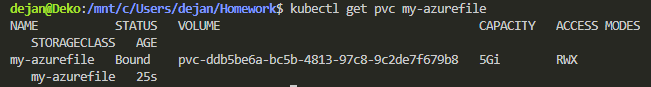 dejan@Deko:/mnt/c/Users/dejan/Homework$ kubectl get pvc my-azurefile
NAME           STATUS   VOLUME                                     CAPACITY   ACCESS MODES
   STORAGECLASS   AGE
my-azurefile   Bound    pvc-ddb5be6a-bc5b-4813-97c8-9c2de7f679b8   5Gi        RWX
   my-azurefile   25s